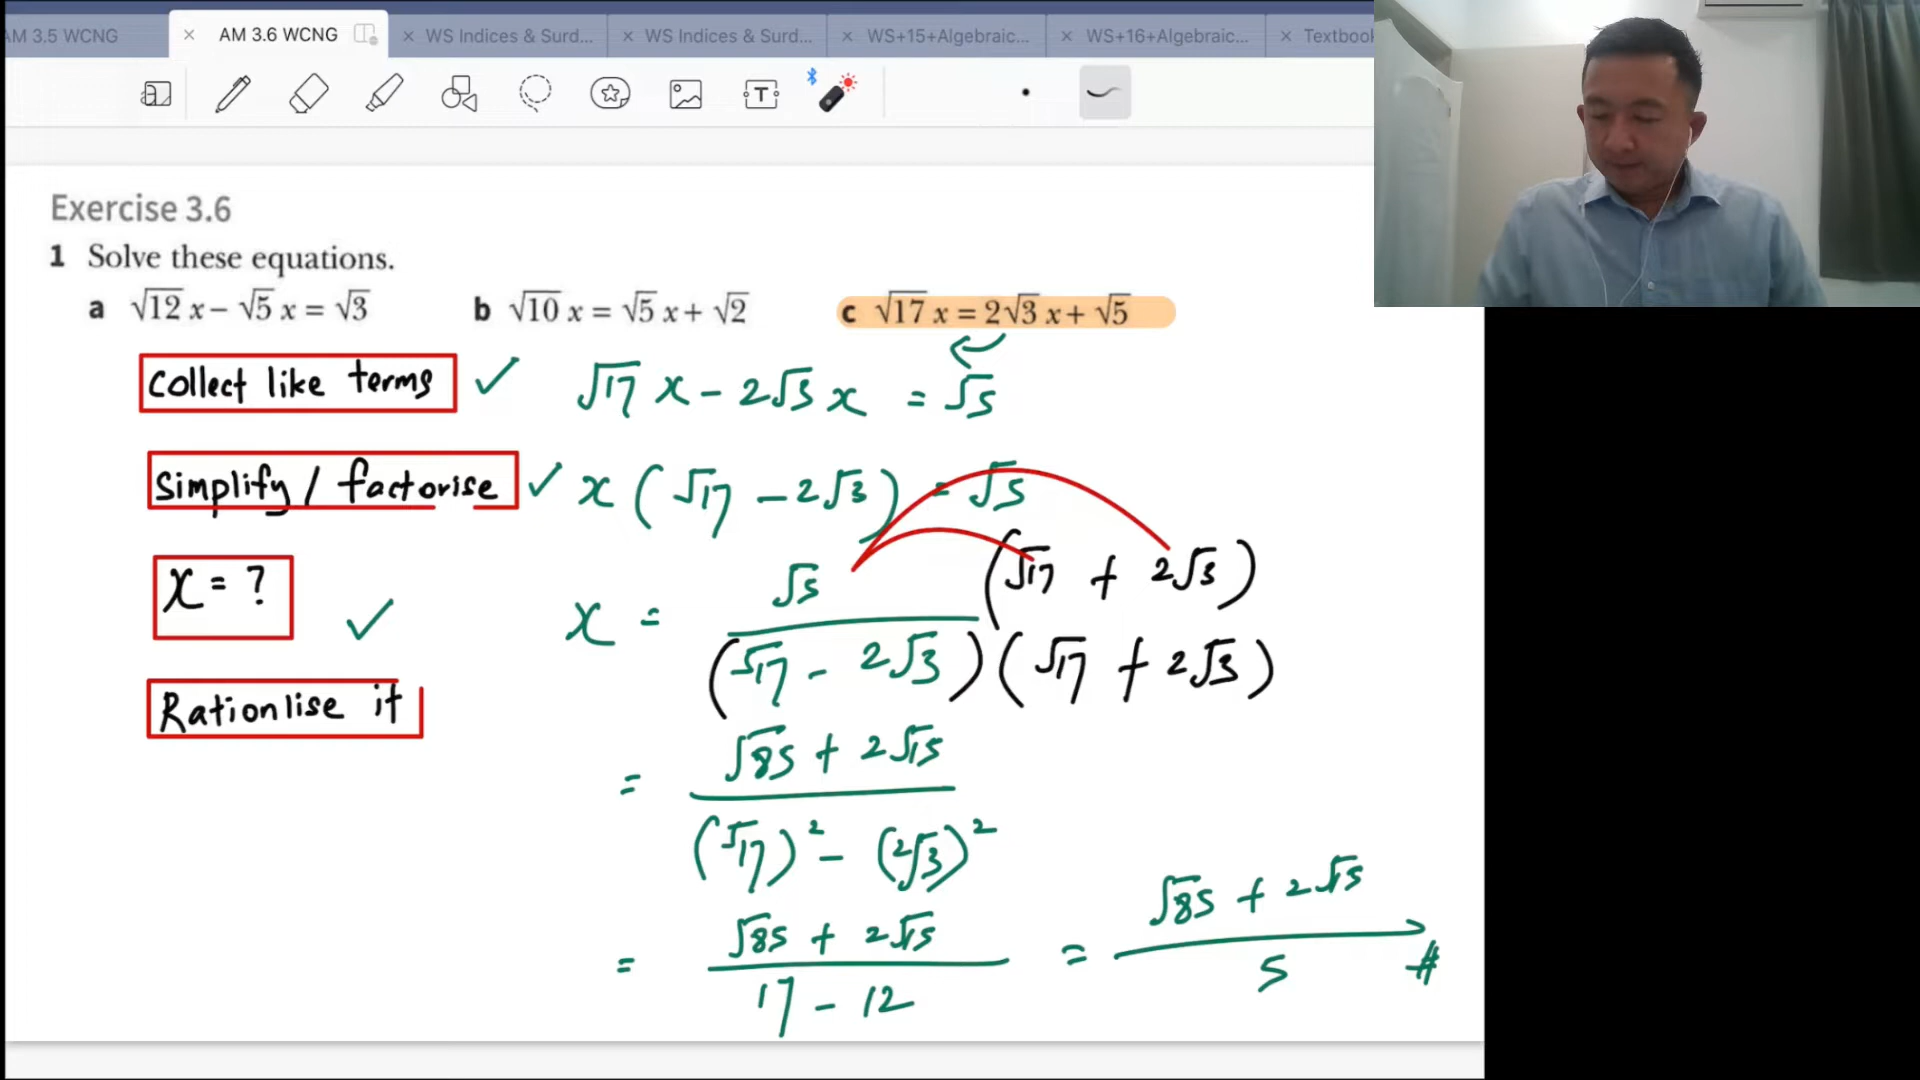 AM 3.5 WCNG
AM 3.6 WCNG
WS Indices & Surd...
WS Indices & Surd...
WS+15+Algebraic...
WS+16+Algebraic...
Textbook
T
Exercise 3.6
1 Solve these equations.
a √12 x − √5 x = √3 b √10 x = √5 x + √2 c √17 x = 2√3 x + √5
Collect like terms ✓ √17 x − 2√3 x = √5
Simplify / factorise ✓ x (√17 − 2√3) = √5
√5 (√17 + 2√3)
x = ? ✓ x =
(√17 − 2√3) (√17 + 2√3)
Rationlise it
√85 + 2√15
=
(√17)² − (2√3)²
√85 + 2√15 = √85 + 2√15
=
17 − 12 5 #